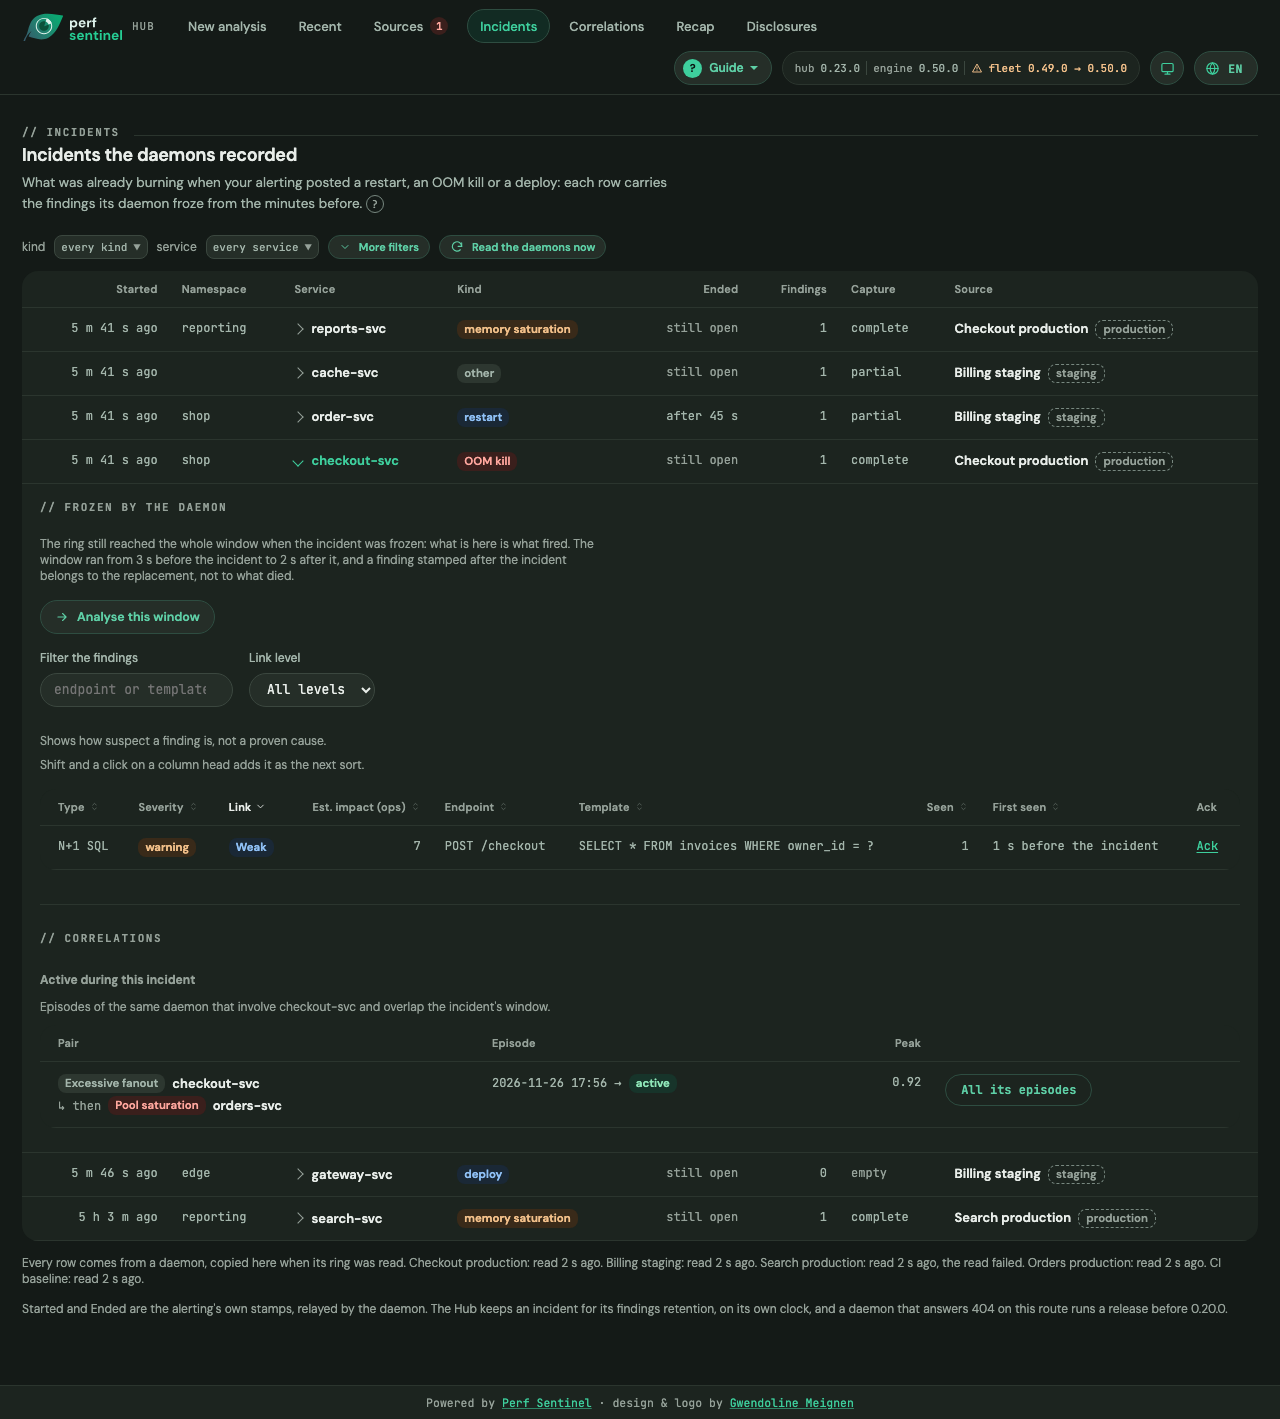 perf sentinel HUB New analysis Recent Sources 1 Incidents Correlations Recap Disclosures
? Guide hub 0.23.0 engine 0.50.0 fleet 0.49.0 → 0.50.0 EN
// INCIDENTS
Incidents the daemons recorded
What was already burning when your alerting posted a restart, an OOM kill or a deploy: each row carries
the findings its daemon froze from the minutes before. ?
kind every kind ▼ service every service ▼ More filters Read the daemons now
Started Namespace Service Kind Ended Findings Capture Source
5 m 41 s ago reporting reports-svc memory saturation still open 1 complete Checkout production production
5 m 41 s ago cache-svc other still open 1 partial Billing staging staging
5 m 41 s ago shop order-svc restart after 45 s 1 partial Billing staging staging
5 m 41 s ago shop checkout-svc OOM kill still open 1 complete Checkout production production
// FROZEN BY THE DAEMON
The ring still reached the whole window when the incident was frozen: what is here is what fired. The
window ran from 3 s before the incident to 2 s after it, and a finding stamped after the incident
belongs to the replacement, not to what died.
→ Analyse this window
Filter the findings Link level
endpoint or template All levels
Shows how suspect a finding is, not a proven cause.
Shift and a click on a column head adds it as the next sort.
Type Severity Link Est. impact (ops) Endpoint Template Seen First seen Ack
N+1 SQL warning Weak 7 POST /checkout SELECT * FROM invoices WHERE owner_id = ? 1 1 s before the incident Ack
// CORRELATIONS
Active during this incident
Episodes of the same daemon that involve checkout-svc and overlap the incident's window.
Pair Episode Peak
Excessive fanout checkout-svc 2026-11-26 17:56 → active 0.92 All its episodes
↳ then Pool saturation orders-svc
5 m 46 s ago edge gateway-svc deploy still open 0 empty Billing staging staging
5 h 3 m ago reporting search-svc memory saturation still open 1 complete Search production production
Every row comes from a daemon, copied here when its ring was read. Checkout production: read 2 s ago. Billing staging: read 2 s ago. Search production: read 2 s ago, the read failed. Orders production: read 2 s ago. CI
baseline: read 2 s ago.
Started and Ended are the alerting's own stamps, relayed by the daemon. The Hub keeps an incident for its findings retention, on its own clock, and a daemon that answers 404 on this route runs a release before 0.20.0.
Powered by Perf Sentinel · design & logo by Gwendoline Meignen